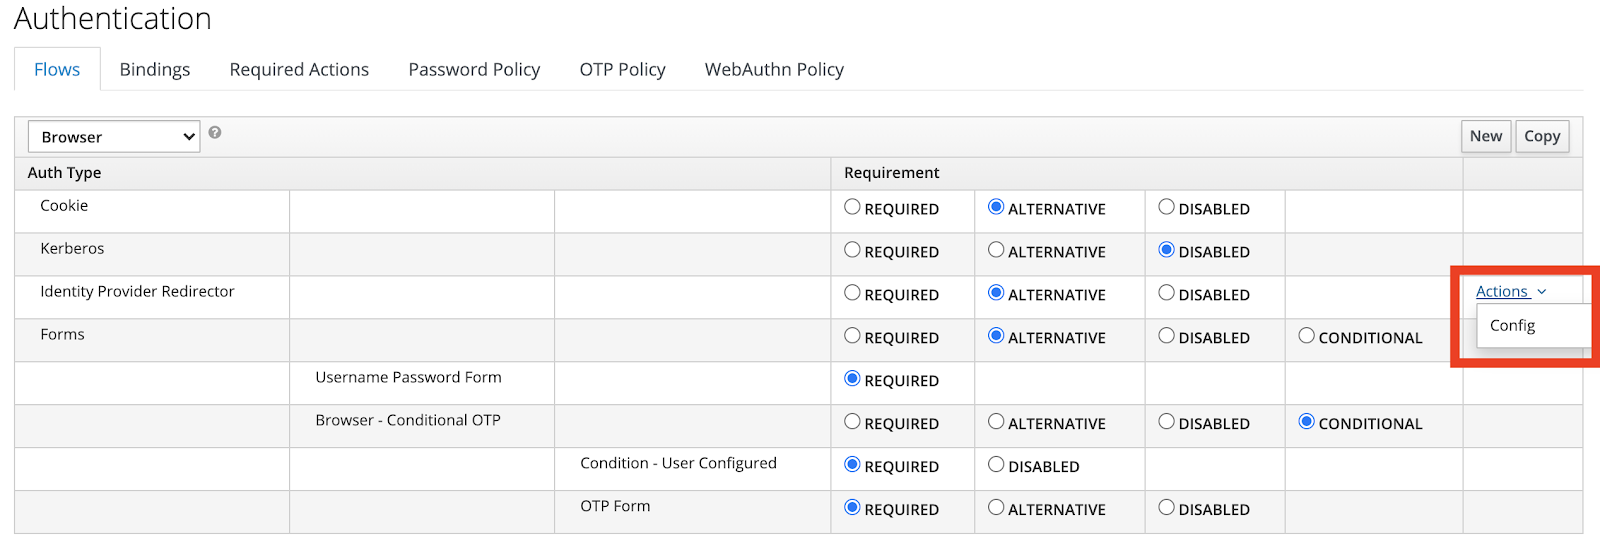 Authentication
Flows Bindings Required Actions Password Policy OTP Policy WebAuthn Policy
Browser New Copy
Auth Type Requirement
Cookie REQUIRED ALTERNATIVE DISABLED
Kerberos REQUIRED ALTERNATIVE DISABLED
Identity Provider Redirector REQUIRED ALTERNATIVE DISABLED Actions
Config
Forms REQUIRED ALTERNATIVE DISABLED CONDITIONAL
Username Password Form REQUIRED
Browser - Conditional OTP REQUIRED ALTERNATIVE DISABLED CONDITIONAL
Condition - User Configured REQUIRED DISABLED
OTP Form REQUIRED ALTERNATIVE DISABLED